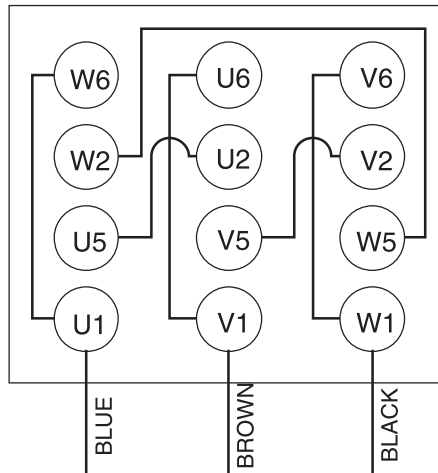 W6 U6 V6
W2 U2 V2
U5 V5 W5
U1 V1 W1
BLUE
BROWN
BLACK